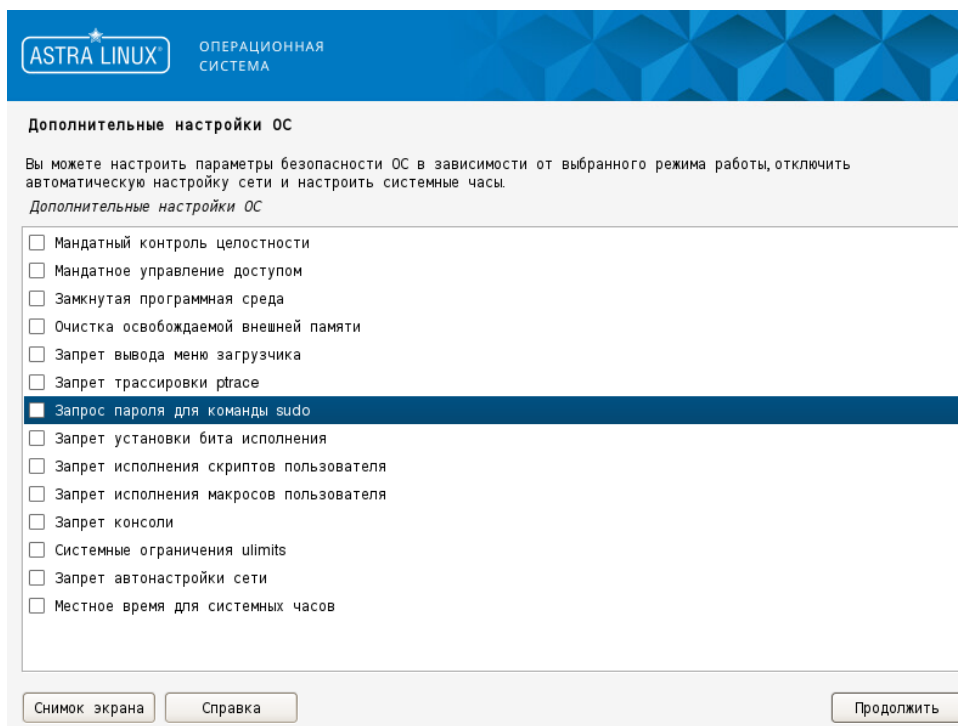 ASTRA LINUX®
ОПЕРАЦИОННАЯ
СИСТЕМА
Дополнительные настройки ОС
Вы можете настроить параметры безопасности ОС в зависимости от выбранного режима работы, отключить
автоматическую настройку сети и настроить системные часы.
Дополнительные настройки ОС
Мандатный контроль целостности
Мандатное управление доступом
Замкнутая программная среда
Очистка освобождаемой внешней памяти
Запрет вывода меню загрузчика
Запрет трассировки ptrace
Запрос пароля для команды sudo
Запрет установки бита исполнения
Запрет исполнения скриптов пользователя
Запрет исполнения макросов пользователя
Запрет консоли
Системные ограничения ulimits
Запрет автонастройки сети
Местное время для системных часов
Снимок экрана
Справка
Продолжить